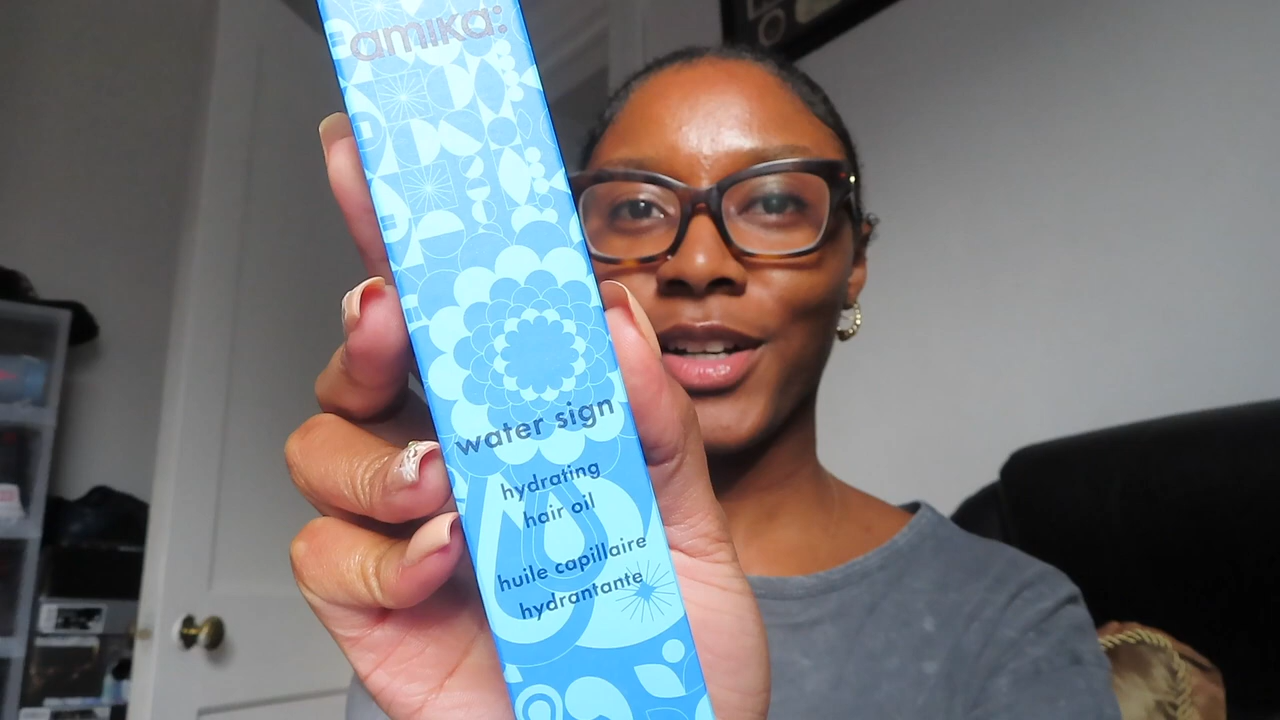 amika:
water sign
hydrating
hair oil
huile capillaire
hydrantante